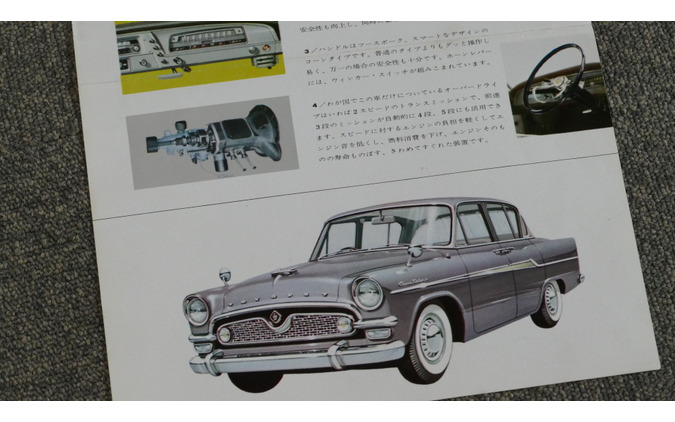 安全性も向上し、
3／ハンドルはツースポーク、スマートなデザインの
コーンタイプです。普通のタイプよりもグッと操作し
易く、万一の場合の安全性も十分です。ホーンレバー
には、ウィンカー・スイッチが組みこまれています。
4／わが国でこの車だけについているオーバードライ
ブはいわば2スピードのトランスミッションで、前進
3段のミッションが自動的に4段、5段にも活用でき
ます。スピードに対するエンジンの負担を軽くしてエ
ンジン音を低くし、燃料消費を下げ、エンジンそのも
のの寿命ものばす、きわめてすぐれた装置です。